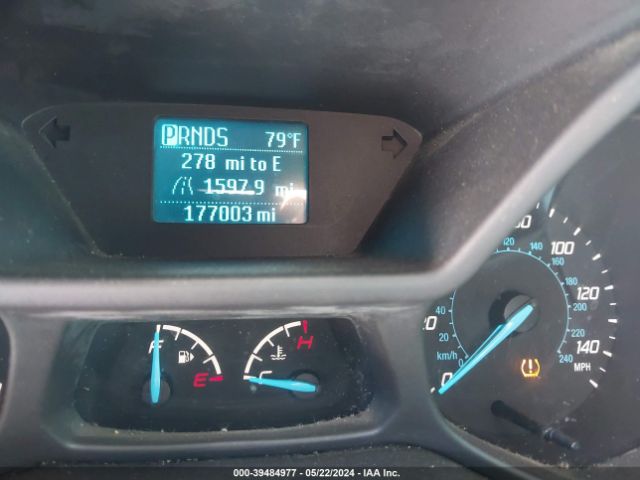 PRNDS 79°F
278 mi to E
1597.9 mi
177003 mi
F
E
H
C
100
120
140
MPH
0
20
40
120
140
160
180
200
220
240
km/h
000-39484977 - 05/22/2024 - IAA Inc.